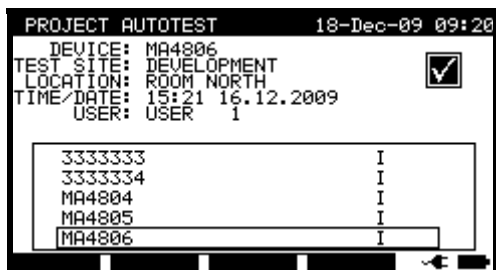 PROJECT AUTOTEST 18-Dec-09 09:20
DEVICE: MA4806
TEST SITE: DEVELOPMENT
LOCATION: ROOM NORTH
TIME/DATE: 15:21 16.12.2009
USER: USER 1
3333333 I
3333334 I
MA4804 I
MA4805 I
MA4806 I